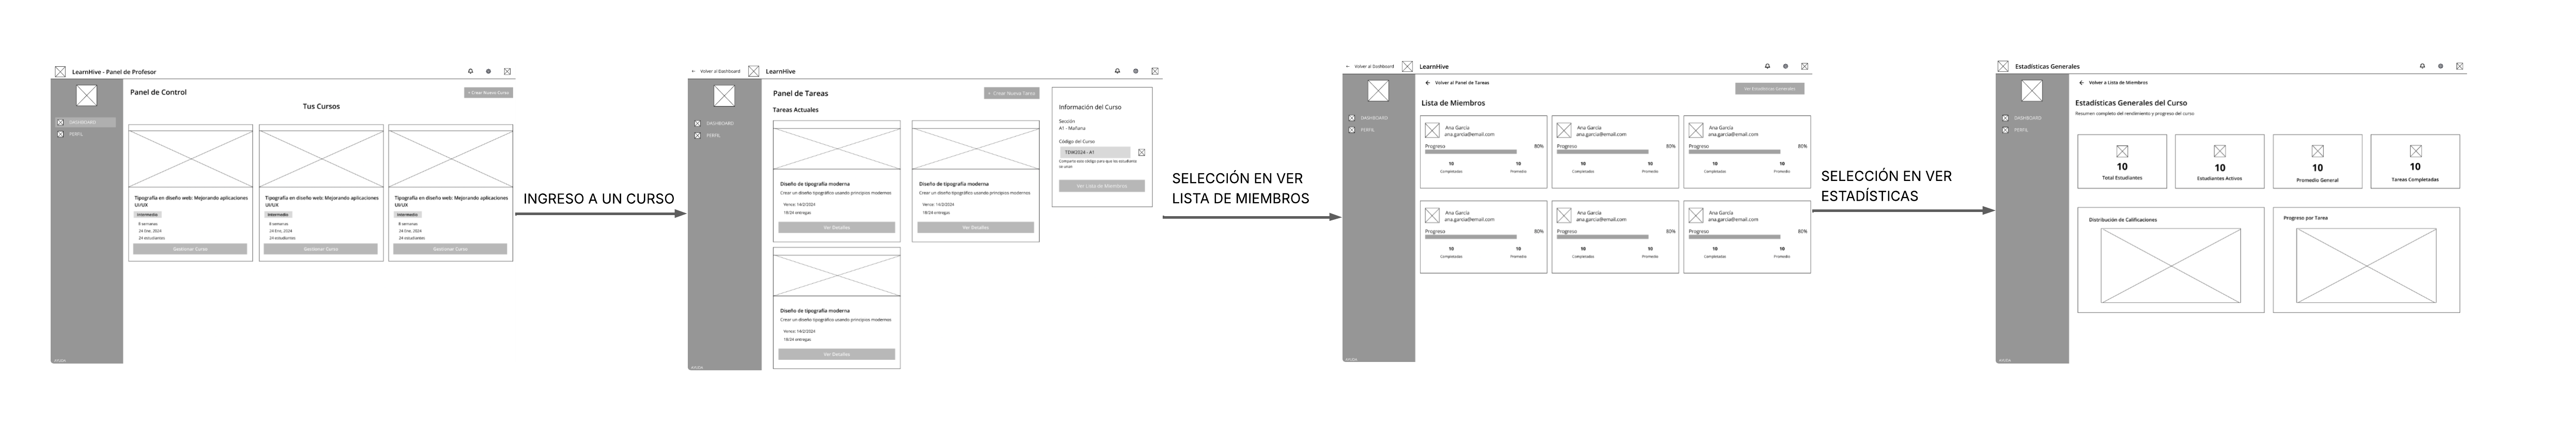 LearnHive - Panel de Profesor
DASHBOARD
PERFIL
AYUDA
Panel de Control
+ Crear Nuevo Curso
Tus Cursos
Tipografía en diseño web: Mejorando aplicaciones
UI/UX
Intermedio
8 semanas
24 Ene, 2024
24 estudiantes
Gestionar Curso
Tipografía en diseño web: Mejorando aplicaciones
UI/UX
Intermedio
8 semanas
24 Ene, 2024
24 estudiantes
Gestionar Curso
Tipografía en diseño web: Mejorando aplicaciones
UI/UX
Intermedio
8 semanas
24 Ene, 2024
24 estudiantes
Gestionar Curso
INGRESO A UN CURSO
← Volver al Dashboard
LearnHive
DASHBOARD
PERFIL
AYUDA
Panel de Tareas
+ Crear Nueva Tarea
Tareas Actuales
Diseño de tipografía moderna
Crear un diseño tipográfico usando principios modernos
Vence: 14/2/2024
18/24 entregas
Ver Detalles
Diseño de tipografía moderna
Crear un diseño tipográfico usando principios modernos
Vence: 14/2/2024
18/24 entregas
Ver Detalles
Diseño de tipografía moderna
Crear un diseño tipográfico usando principios modernos
Vence: 14/2/2024
18/24 entregas
Ver Detalles
Información del Curso
Sección
A1 - Mañana
Código del Curso
TDW2024 - A1
Comparte este código para que los estudiantes
se unan
Ver Lista de Miembros
SELECCIÓN EN VER
LISTA DE MIEMBROS
← Volver al Dashboard
LearnHive
DASHBOARD
PERFIL
AYUDA
← Volver al Panel de Tareas
Ver Estadísticas Generales
Lista de Miembros
Ana García
ana.garcia@email.com
Progreso 80%
10 10
Completadas Promedio
Ana García
ana.garcia@email.com
Progreso 80%
10 10
Completadas Promedio
Ana García
ana.garcia@email.com
Progreso 80%
10 10
Completadas Promedio
Ana García
ana.garcia@email.com
Progreso 80%
10 10
Completadas Promedio
Ana García
ana.garcia@email.com
Progreso 80%
10 10
Completadas Promedio
Ana García
ana.garcia@email.com
Progreso 80%
10 10
Completadas Promedio
SELECCIÓN EN VER
ESTADÍSTICAS
Estadísticas Generales
DASHBOARD
PERFIL
AYUDA
← Volver a Lista de Miembros
Estadísticas Generales del Curso
Resumen completo del rendimiento y progreso del curso
10
Total Estudiantes
10
Estudiantes Activos
10
Promedio General
10
Tareas Completadas
Distribución de Calificaciones
Progreso por Tarea